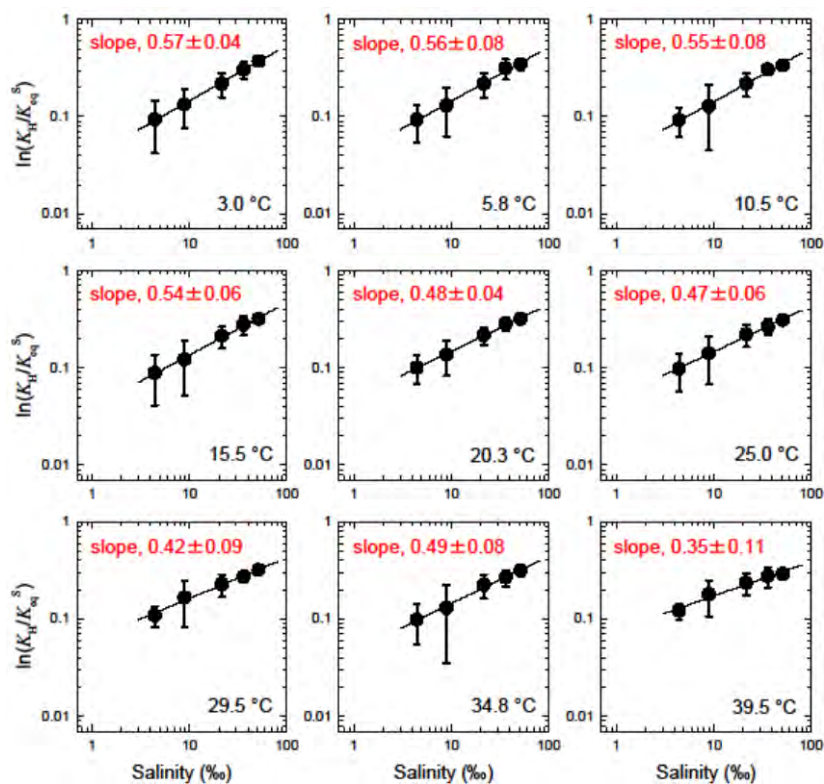 slope, 0.57±0.04
slope, 0.56±0.08
slope, 0.55±0.08
1
0.1
0.01
1
0.1
0.01
1
0.1
0.01
ln(K_H/K_eq^S)
3.0 °C
5.8 °C
10.5 °C
1 10 100
1 10 100
1 10 100
slope, 0.54±0.06
slope, 0.48±0.04
slope, 0.47±0.06
1
0.1
0.01
1
0.1
0.01
1
0.1
0.01
ln(K_H/K_eq^S)
15.5 °C
20.3 °C
25.0 °C
1 10 100
1 10 100
1 10 100
slope, 0.42±0.09
slope, 0.49±0.08
slope, 0.35±0.11
1
0.1
0.01
1
0.1
0.01
1
0.1
0.01
ln(K_H/K_eq^S)
29.5 °C
34.8 °C
39.5 °C
1 10 100
1 10 100
1 10 100
Salinity (‰)
Salinity (‰)
Salinity (‰)